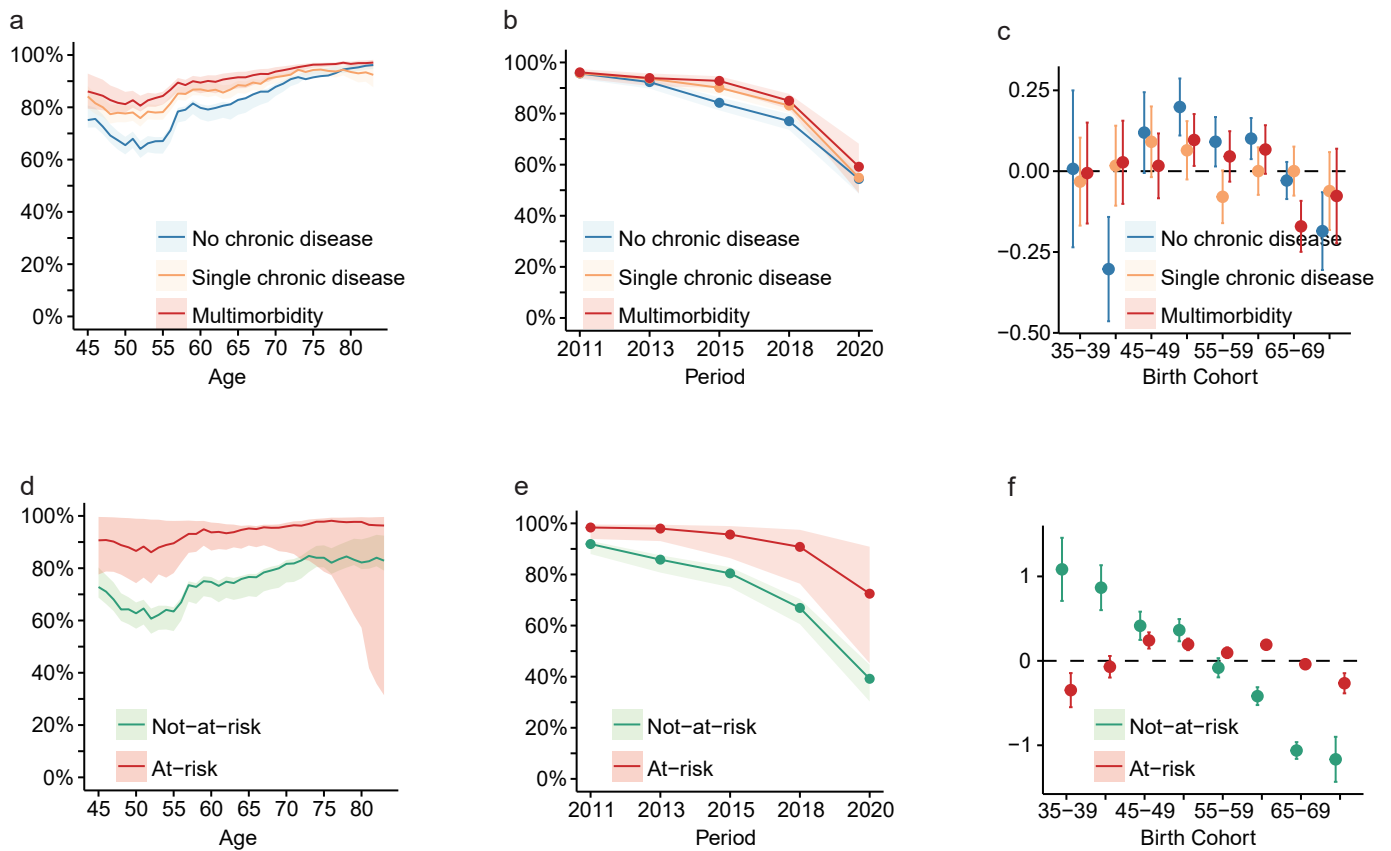 a
100%
80%
60%
40%
20%
0%
No chronic disease
Single chronic disease
Multimorbidity
45 50 55 60 65 70 75 80
Age
b
100%
80%
60%
40%
20%
0%
No chronic disease
Single chronic disease
Multimorbidity
2011 2013 2015 2018 2020
Period
c
0.25
0.00
−0.25
−0.50
No chronic disease
Single chronic disease
Multimorbidity
35−39 45−49 55−59 65−69
Birth Cohort
d
100%
80%
60%
40%
20%
0%
Not−at−risk
At−risk
45 50 55 60 65 70 75 80
Age
e
100%
80%
60%
40%
20%
0%
Not−at−risk
At−risk
2011 2013 2015 2018 2020
Period
f
1
0
−1
Not−at−risk
At−risk
35−39 45−49 55−59 65−69
Birth Cohort